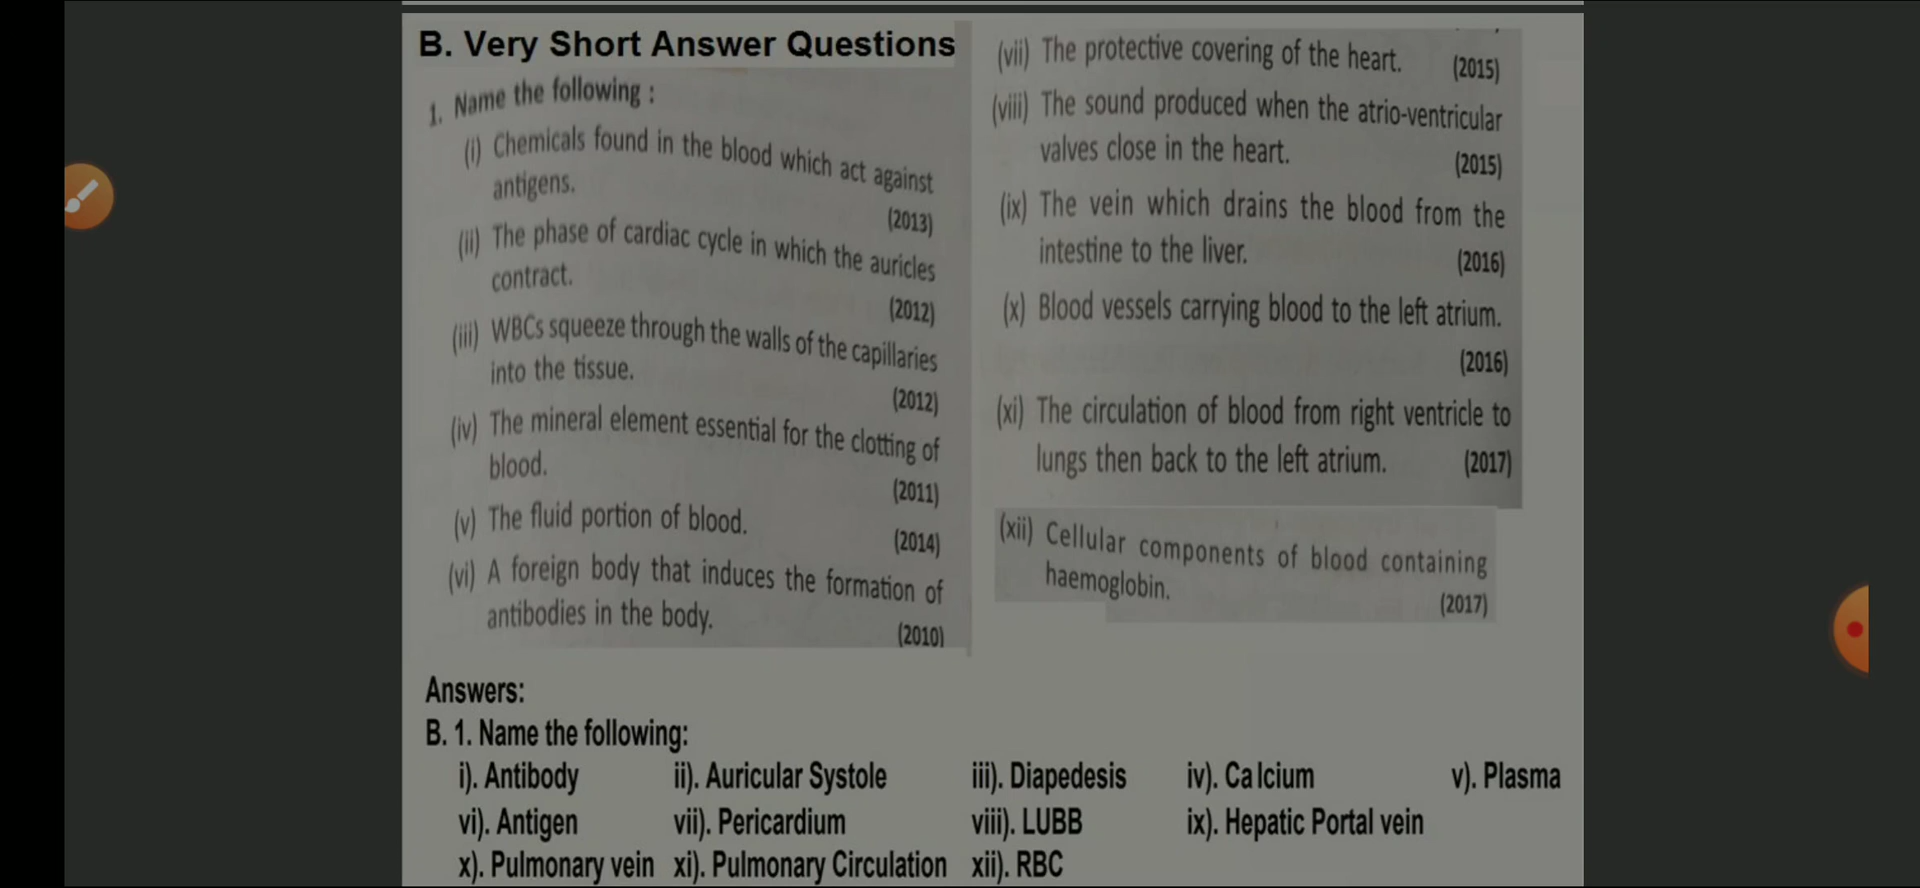 B. Very Short Answer Questions
1. Name the following :
(i) Chemicals found in the blood which act against
antigens.
(2013)
(ii) The phase of cardiac cycle in which the auricles
contract.
(2012)
(iii) WBCs squeeze through the walls of the capillaries
into the tissue.
(2012)
(iv) The mineral element essential for the clotting of
blood.
(2011)
(v) The fluid portion of blood.
(2014)
(vi) A foreign body that induces the formation of
antibodies in the body.
(2010)
(vii) The protective covering of the heart. (2015)
(viii) The sound produced when the atrio-ventricular
valves close in the heart. (2015)
(ix) The vein which drains the blood from the
intestine to the liver. (2016)
(x) Blood vessels carrying blood to the left atrium.
(2016)
(xi) The circulation of blood from right ventricle to
lungs then back to the left atrium. (2017)
(xii) Cellular components of blood containing
haemoglobin. (2017)
Answers:
B. 1. Name the following:
i). Antibody ii). Auricular Systole iii). Diapedesis iv). Calcium v). Plasma
vi). Antigen vii). Pericardium viii). LUBB ix). Hepatic Portal vein
x). Pulmonary vein xi). Pulmonary Circulation xii). RBC